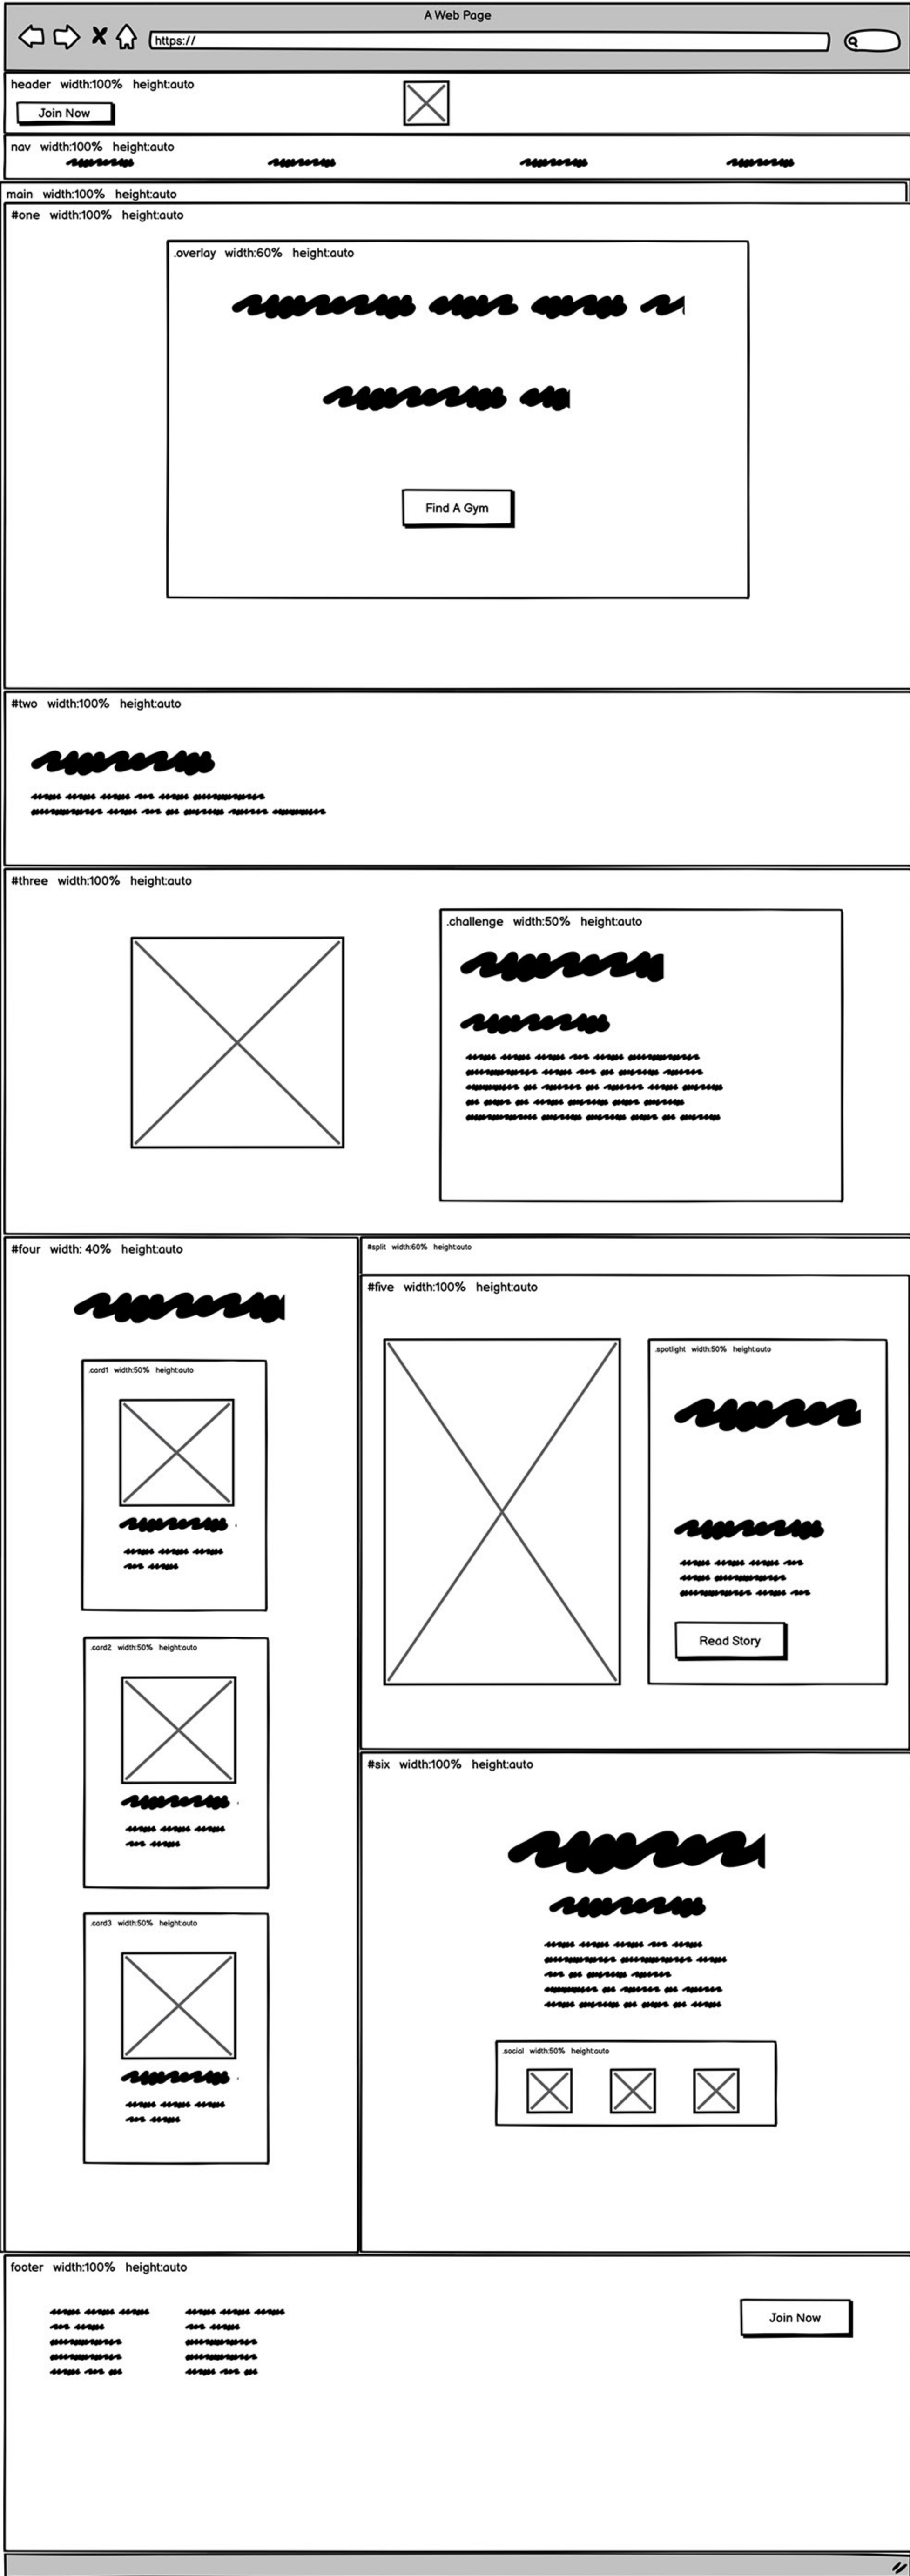 A Web Page
https://
header width:100% height:auto
Join Now
nav width:100% height:auto
main width:100% height:auto
#one width:100% height:auto
.overlay width:60% height:auto
Find A Gym
#two width:100% height:auto
#three width:100% height:auto
.challenge width:50% height:auto
#four width: 40% height:auto
#split width:60% height:auto
#five width:100% height:auto
.card1 width:50% height:auto
.spotlight width:50% height:auto
Read Story
.card2 width:50% height:auto
#six width:100% height:auto
.card3 width:50% height:auto
.social width:50% height:auto
footer width:100% height:auto
Join Now